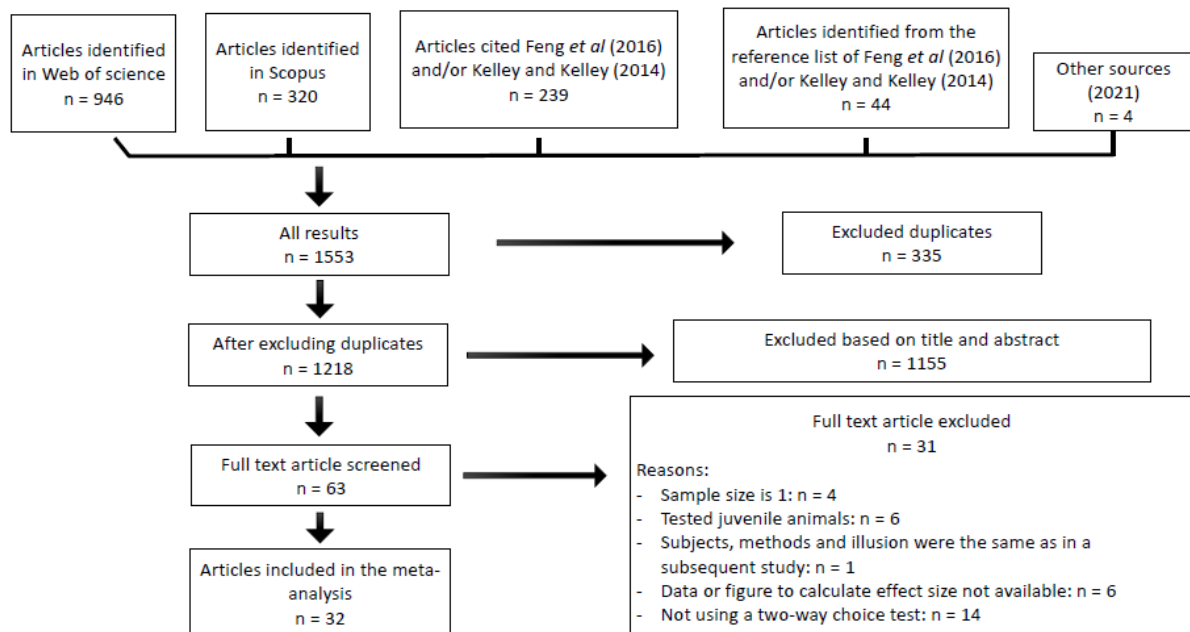 Articles identified
in Web of science
n = 946
Articles identified
in Scopus
n = 320
Articles cited Feng et al (2016)
and/or Kelley and Kelley (2014)
n = 239
Articles identified from the
reference list of Feng et al (2016)
and/or Kelley and Kelley (2014)
n = 44
Other sources
(2021)
n = 4
All results
n = 1553
Excluded duplicates
n = 335
After excluding duplicates
n = 1218
Excluded based on title and abstract
n = 1155
Full text article screened
n = 63
Full text article excluded
n = 31
Reasons:
- Sample size is 1: n = 4
- Tested juvenile animals: n = 6
- Subjects, methods and illusion were the same as in a
subsequent study: n = 1
- Data or figure to calculate effect size not available: n = 6
- Not using a two-way choice test: n = 14
Articles included in the meta-
analysis
n = 32